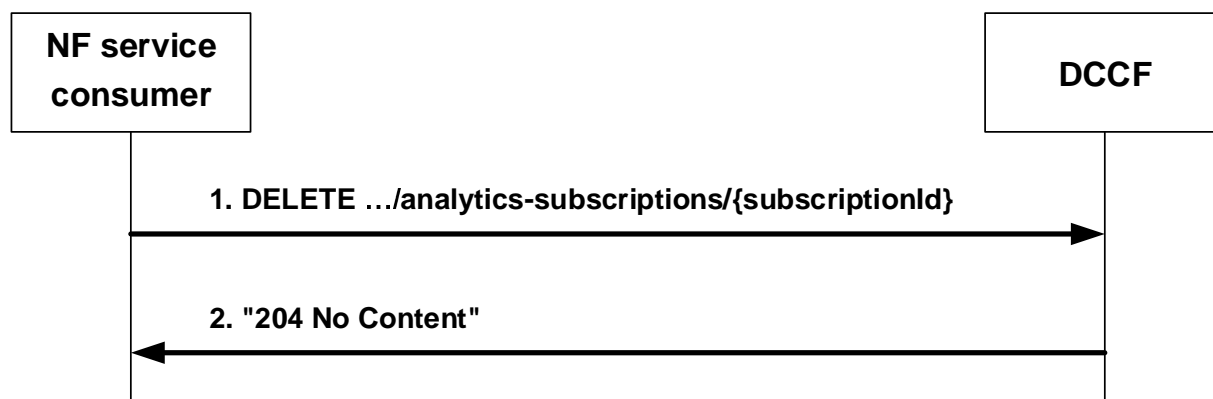 NF service
consumer
DCCF
1. DELETE …/analytics-subscriptions/{subscriptionId}
2. "204 No Content"